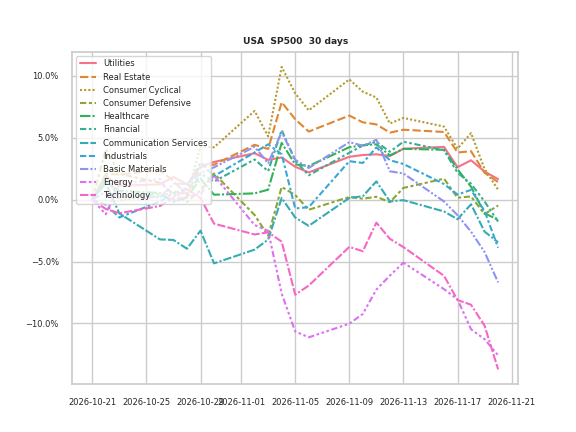 USA  SP500  30 days
10.0%
5.0%
0.0%
−5.0%
−10.0%
Utilities
Real Estate
Consumer Cyclical
Consumer Defensive
Healthcare
Financial
Communication Services
Industrials
Basic Materials
Energy
Technology
2026-10-21 2026-10-25 2026-10-29 2026-11-01 2026-11-05 2026-11-09 2026-11-13 2026-11-17 2026-11-21